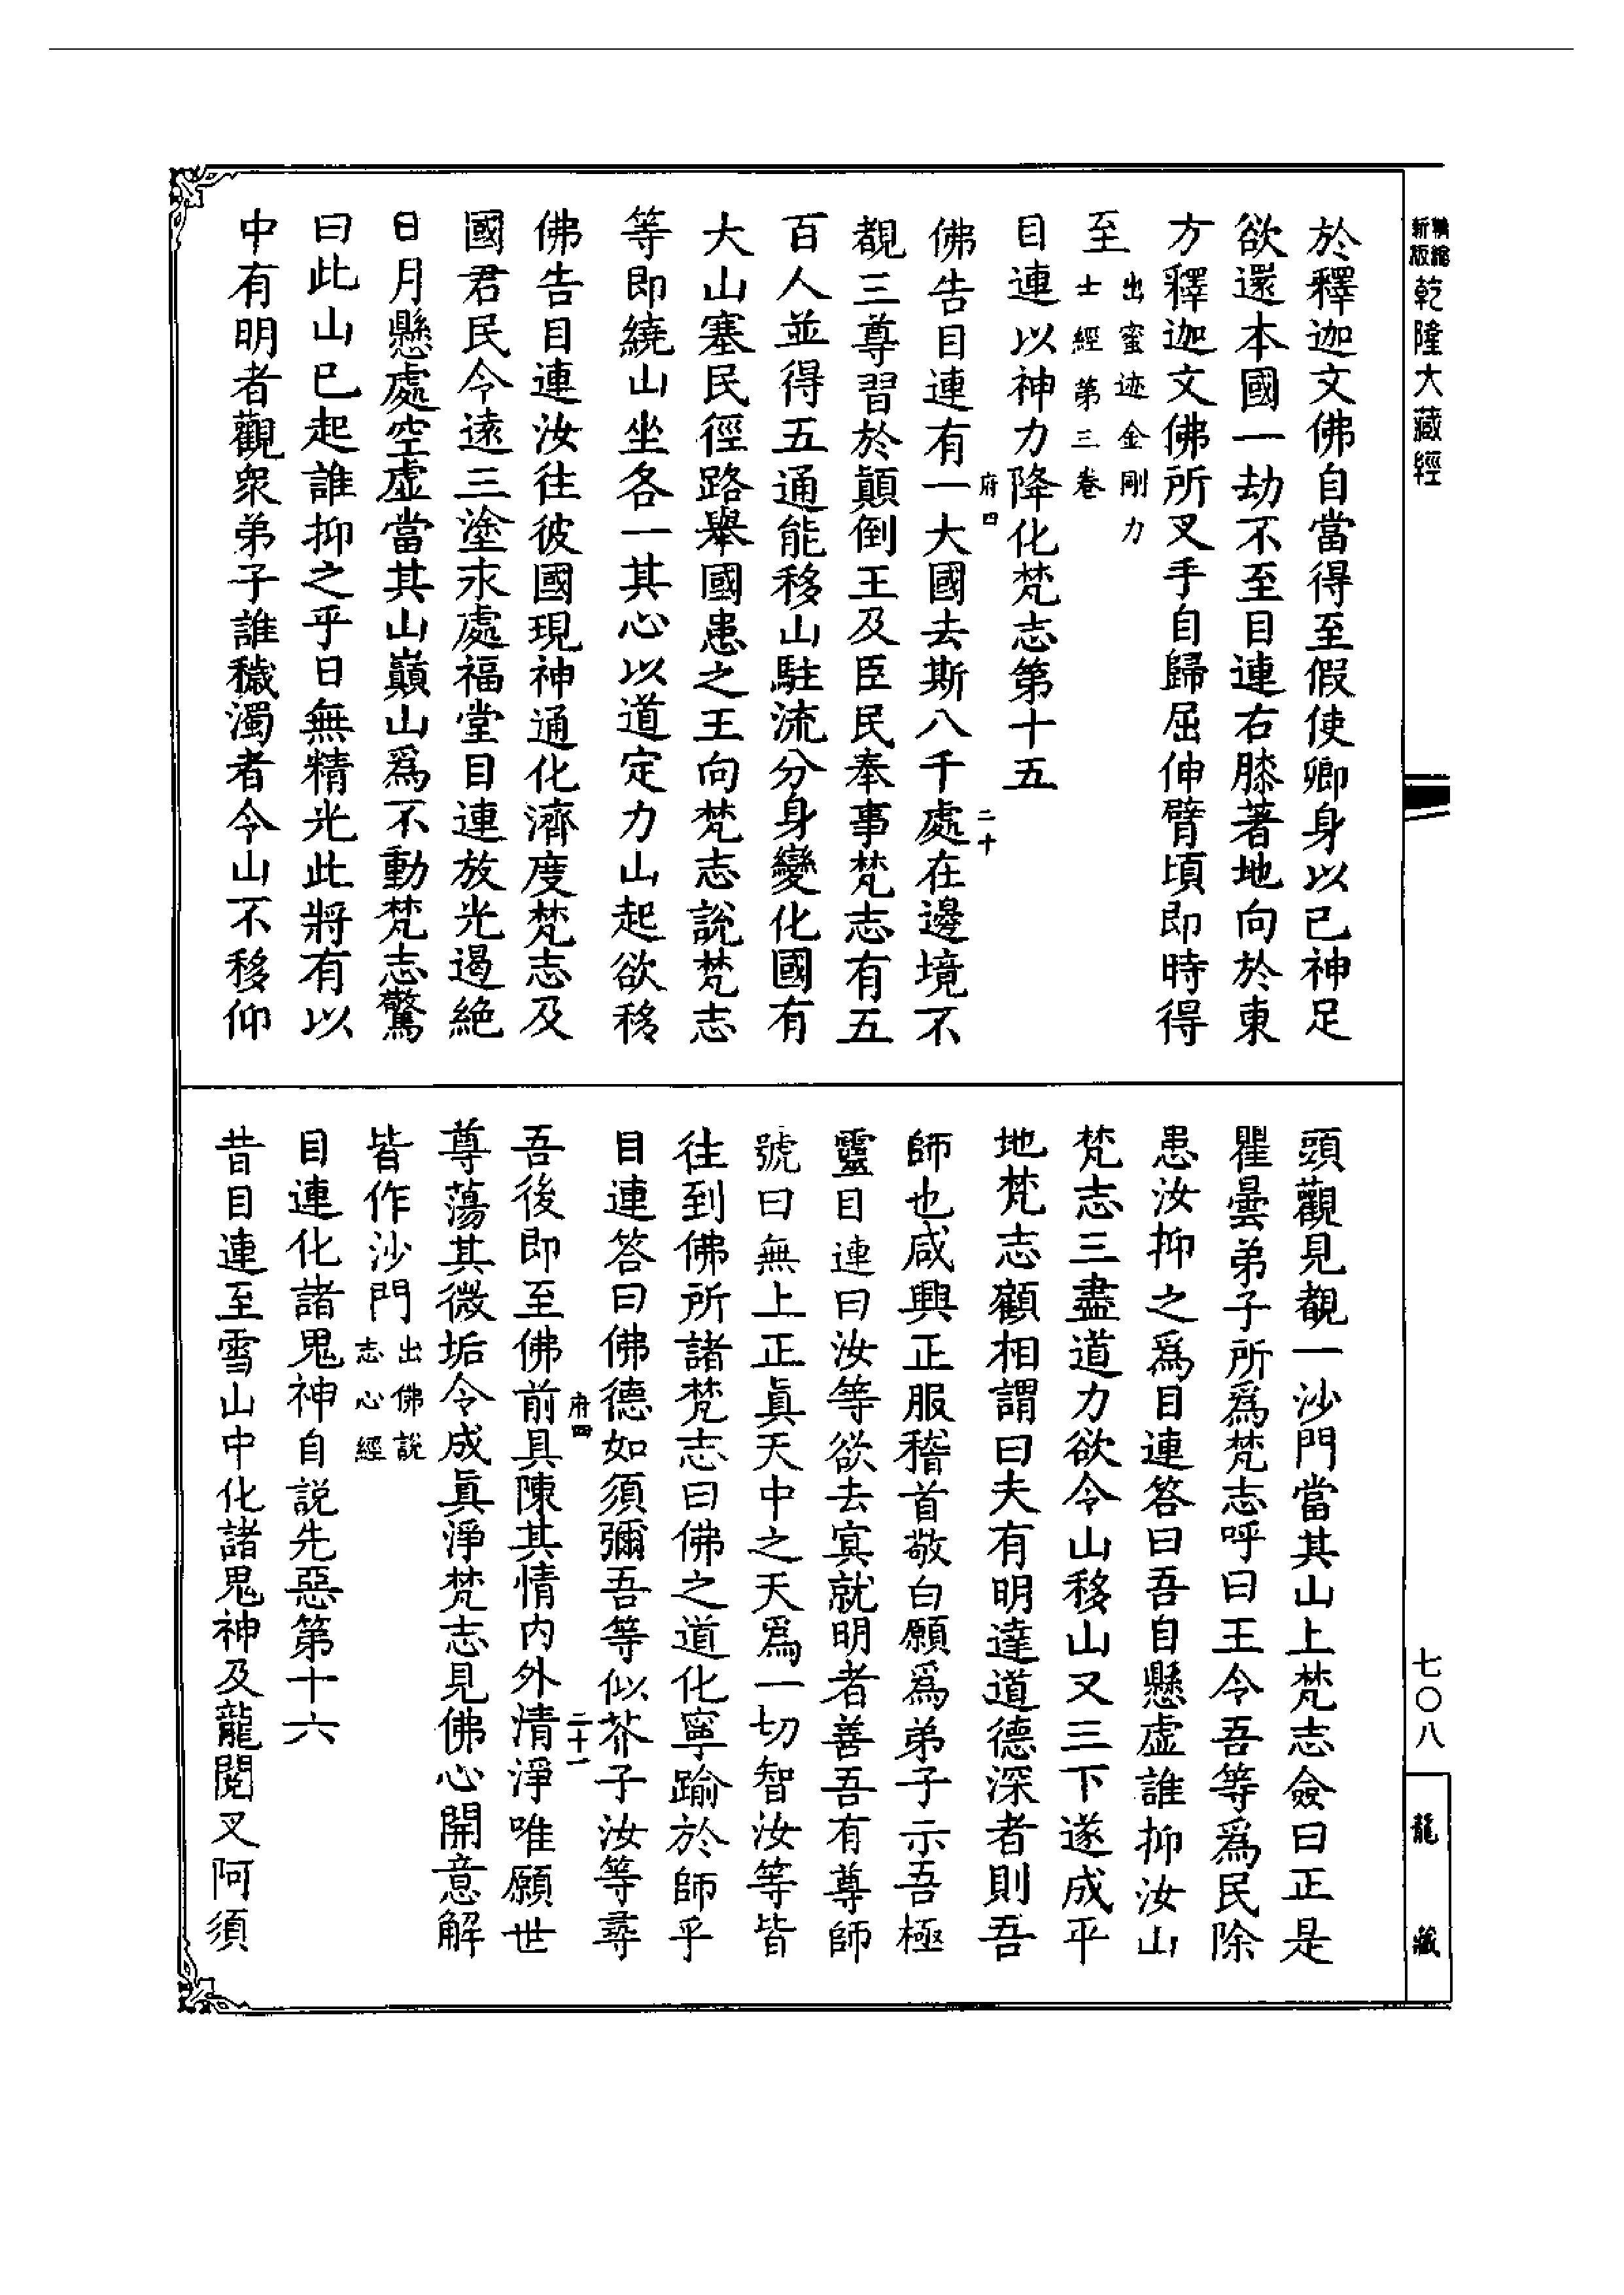 精縮新版乾隆大藏經
於釋迦文佛自當得至假使卿身以已神足
欲還本國一劫不至目連右膝著地向於東
方釋迦文佛所叉手自歸屈伸臂頃即時得
至出蜜迹金剛力士經第三卷
目連以神力降化梵志第十五
府四 二十
佛告目連有一大國去斯八千處在邊境不
覩三尊習於顛倒王及臣民奉事梵志有五
百人並得五通能移山駐流分身變化國有
大山塞民徑路舉國患之王向梵志說梵志
等即繞山坐各一其心以道定力山起欲移
佛告目連汝往彼國現神通化濟度梵志及
國君民令遠三塗求處福堂目連放光遏絕
日月懸處空虛當其山巔山爲不動梵志驚
曰此山已起誰抑之乎日無精光此將有以
中有明者觀衆弟子誰穢濁者令山不移仰
頭觀見覩一沙門當其山上梵志僉曰正是
瞿曇弟子所爲梵志呼曰王令吾等爲民除
患汝抑之爲目連答曰吾自懸虛誰抑汝山
梵志三盡道力欲令山移山又三下遂成平
地梵志顧相謂曰夫有明達道德深者則吾
師也咸興正服稽首敬白願爲弟子示吾極
靈目連曰汝等欲去冥就明者善吾有尊師
號曰無上正眞天中之天爲一切智汝等皆
往到佛所諸梵志曰佛之道化寧踰於師乎
目連答曰佛德如須彌吾等似芥子汝等尋
府四 二十一
吾後即至佛前具陳其情内外清淨唯願世
尊蕩其微垢令成眞淨梵志見佛心開意解
皆作沙門出佛說志心經
目連化諸鬼神自説先惡第十六
昔目連至雪山中化諸鬼神及龍閱叉阿須
七〇八
龍藏